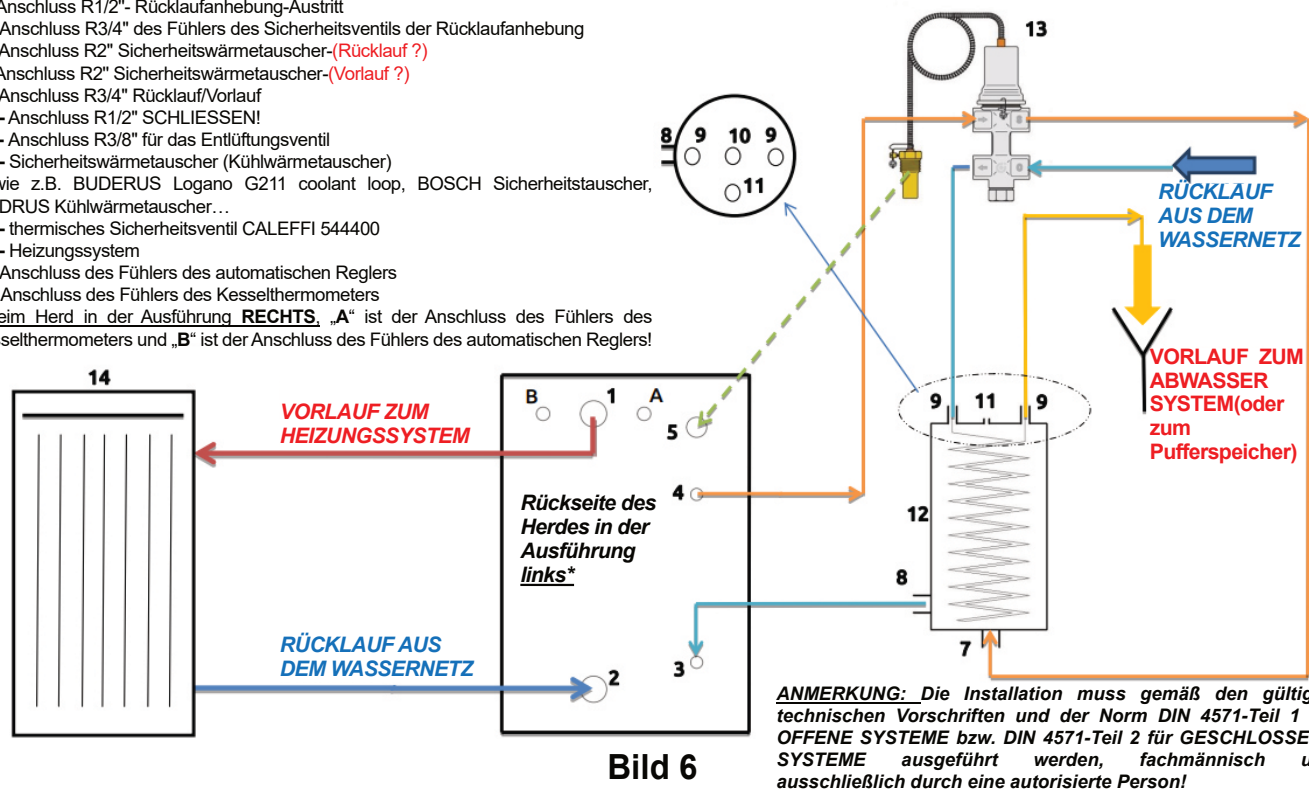 Anschluss R1/2"- Rücklaufanhebung-Austritt
Anschluss R3/4" des Fühlers des Sicherheitsventils der Rücklaufanhebung
Anschluss R2" Sicherheitswärmetauscher-(Rücklauf ?)
Anschluss R2" Sicherheitswärmetauscher-(Vorlauf ?)
Anschluss R3/4" Rücklauf/Vorlauf
- Anschluss R1/2" SCHLIESSEN!
- Anschluss R3/8" für das Entlüftungsventil
- Sicherheitswärmetauscher (Kühlwärmetauscher)
wie z.B. BUDERUS Logano G211 coolant loop, BOSCH Sicherheitstauscher,
DRUS Kühlwärmetauscher…
- thermisches Sicherheitsventil CALEFFI 544400
- Heizungssystem
Anschluss des Fühlers des automatischen Reglers
Anschluss des Fühlers des Kesselthermometers
eim Herd in der Ausführung RECHTS, „A“ ist der Anschluss des Fühlers des
sselthermometers und „B“ ist der Anschluss des Fühlers des automatischen Reglers!
13
8 9 10 9
11
RÜCKLAUF
AUS DEM
WASSERNETZ
VORLAUF ZUM
ABWASSER
SYSTEM(oder
zum
Pufferspeicher)
14
VORLAUF ZUM
HEIZUNGSSYSTEM
B 1 A
5
4
Rückseite des
Herdes in der
Ausführung
links*
9 11 9
12
8
7
RÜCKLAUF AUS
DEM WASSERNETZ
2
3
Bild 6
ANMERKUNG: Die Installation muss gemäß den gültig
technischen Vorschriften und der Norm DIN 4571-Teil 1
OFFENE SYSTEME bzw. DIN 4571-Teil 2 für GESCHLOSSE
SYSTEME ausgeführt werden, fachmännisch u
ausschließlich durch eine autorisierte Person!